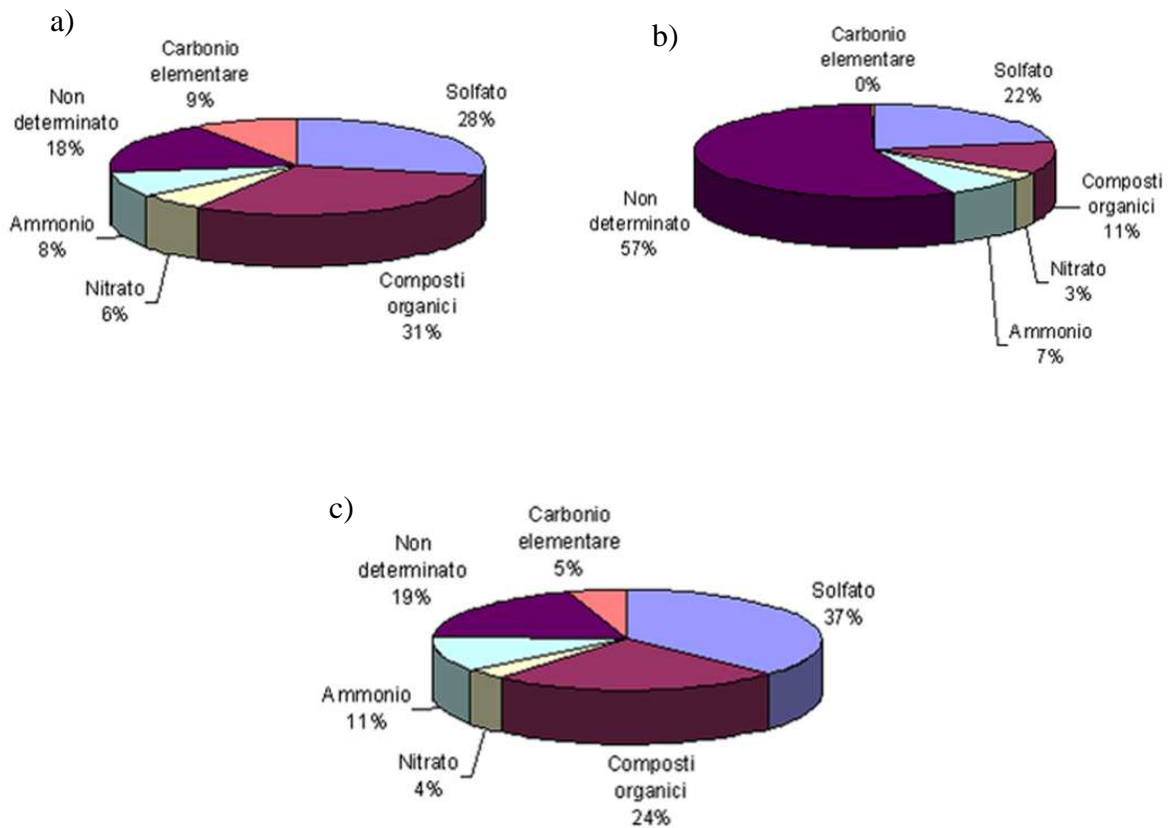 a)
Carbonio
elementare
9%
Solfato
28%
Non
determinato
18%
Ammonio
8%
Nitrato
6%
Composti
organici
31%
b)
Carbonio
elementare
0%
Solfato
22%
Composti
organici
11%
Non
determinato
57%
Nitrato
3%
Ammonio
7%
c)
Carbonio
elementare
5%
Non
determinato
19%
Solfato
37%
Ammonio
11%
Nitrato
4%
Composti
organici
24%